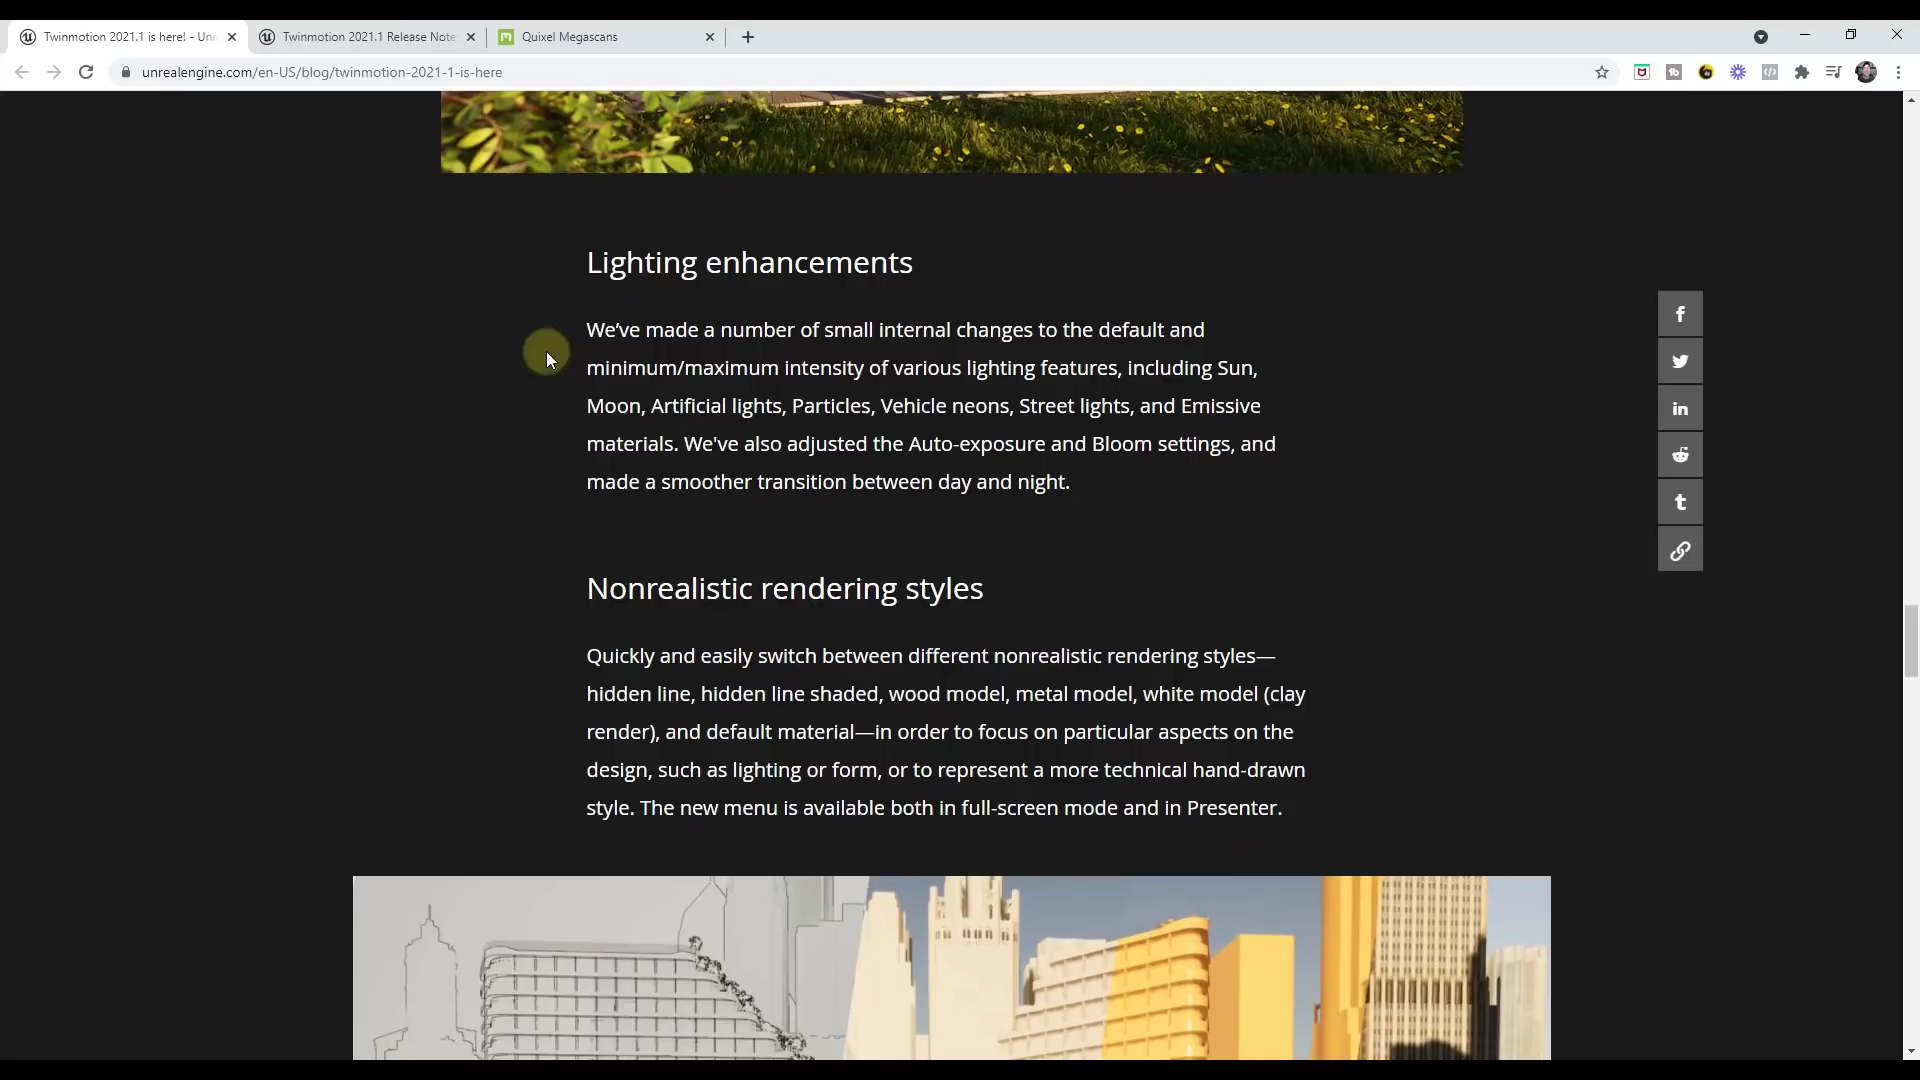 Twinmotion 2021.1 is here! - Unr
Twinmotion 2021.1 Release Note
Quixel Megascans
unrealengine.com/en-US/blog/twinmotion-2021-1-is-here
Lighting enhancements
We’ve made a number of small internal changes to the default and
minimum/maximum intensity of various lighting features, including Sun,
Moon, Artificial lights, Particles, Vehicle neons, Street lights, and Emissive
materials. We've also adjusted the Auto-exposure and Bloom settings, and
made a smoother transition between day and night.
Nonrealistic rendering styles
Quickly and easily switch between different nonrealistic rendering styles—
hidden line, hidden line shaded, wood model, metal model, white model (clay
render), and default material—in order to focus on particular aspects on the
design, such as lighting or form, or to represent a more technical hand-drawn
style. The new menu is available both in full-screen mode and in Presenter.